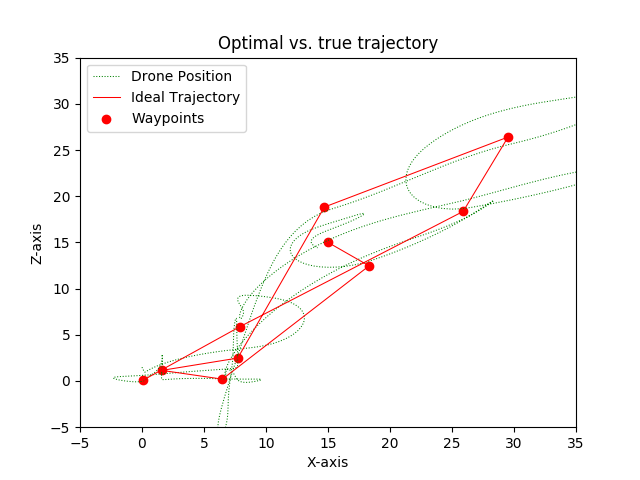 Optimal vs. true trajectory
Drone Position
Ideal Trajectory
Waypoints
Z-axis
35
30
25
20
15
10
5
0
−5
−5 0 5 10 15 20 25 30 35
X-axis